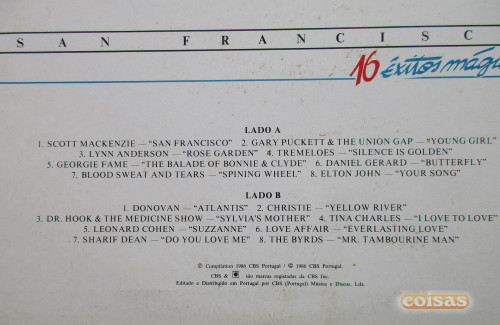 SAN FRANCISC
16 éxitos mági
LADO A
1. SCOTT MACKENZIE — "SAN FRANCISCO" 2. GARY PUCKETT & THE UNION GAP — "YOUNG GIRL"
3. LYNN ANDERSON — "ROSE GARDEN" 4. TREMELOES — "SILENCE IS GOLDEN"
5. GEORGIE FAME — "THE BALADE OF BONNIE & CLYDE" 6. DANIEL GERARD — "BUTTERFLY"
7. BLOOD SWEAT AND TEARS — "SPINING WHEEL" 8. ELTON JOHN — "YOUR SONG"
LADO B
1. DONOVAN — "ATLANTIS" 2. CHRISTIE — "YELLOW RIVER"
3. DR. HOOK & THE MEDICINE SHOW — "SYLVIA'S MOTHER" 4. TINA CHARLES — "I LOVE TO LOVE"
5. LEONARD COHEN — "SUZZANNE" 6. LOVE AFFAIR — "EVERLASTING LOVE"
7. SHARIF DEAN — "DO YOU LOVE ME" 8. THE BYRDS — "MR. TAMBOURINE MAN"
℗ Compilation 1986 CBS Portugal / © 1986 CBS Portugal.
CBS & são marcas registadas da CBS Inc.
Editado e Distribuído em Portugal por CBS (Portugal) Música e Discos, Lda.
coisas